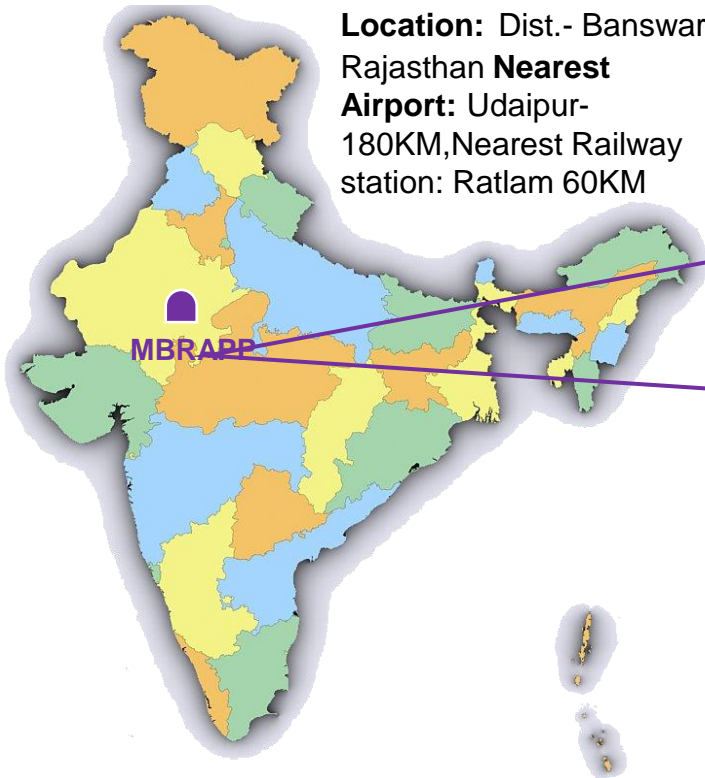 Location: Dist.- Banswar
Rajasthan Nearest
Airport: Udaipur-
180KM,Nearest Railway
station: Ratlam 60KM
MBRAPP